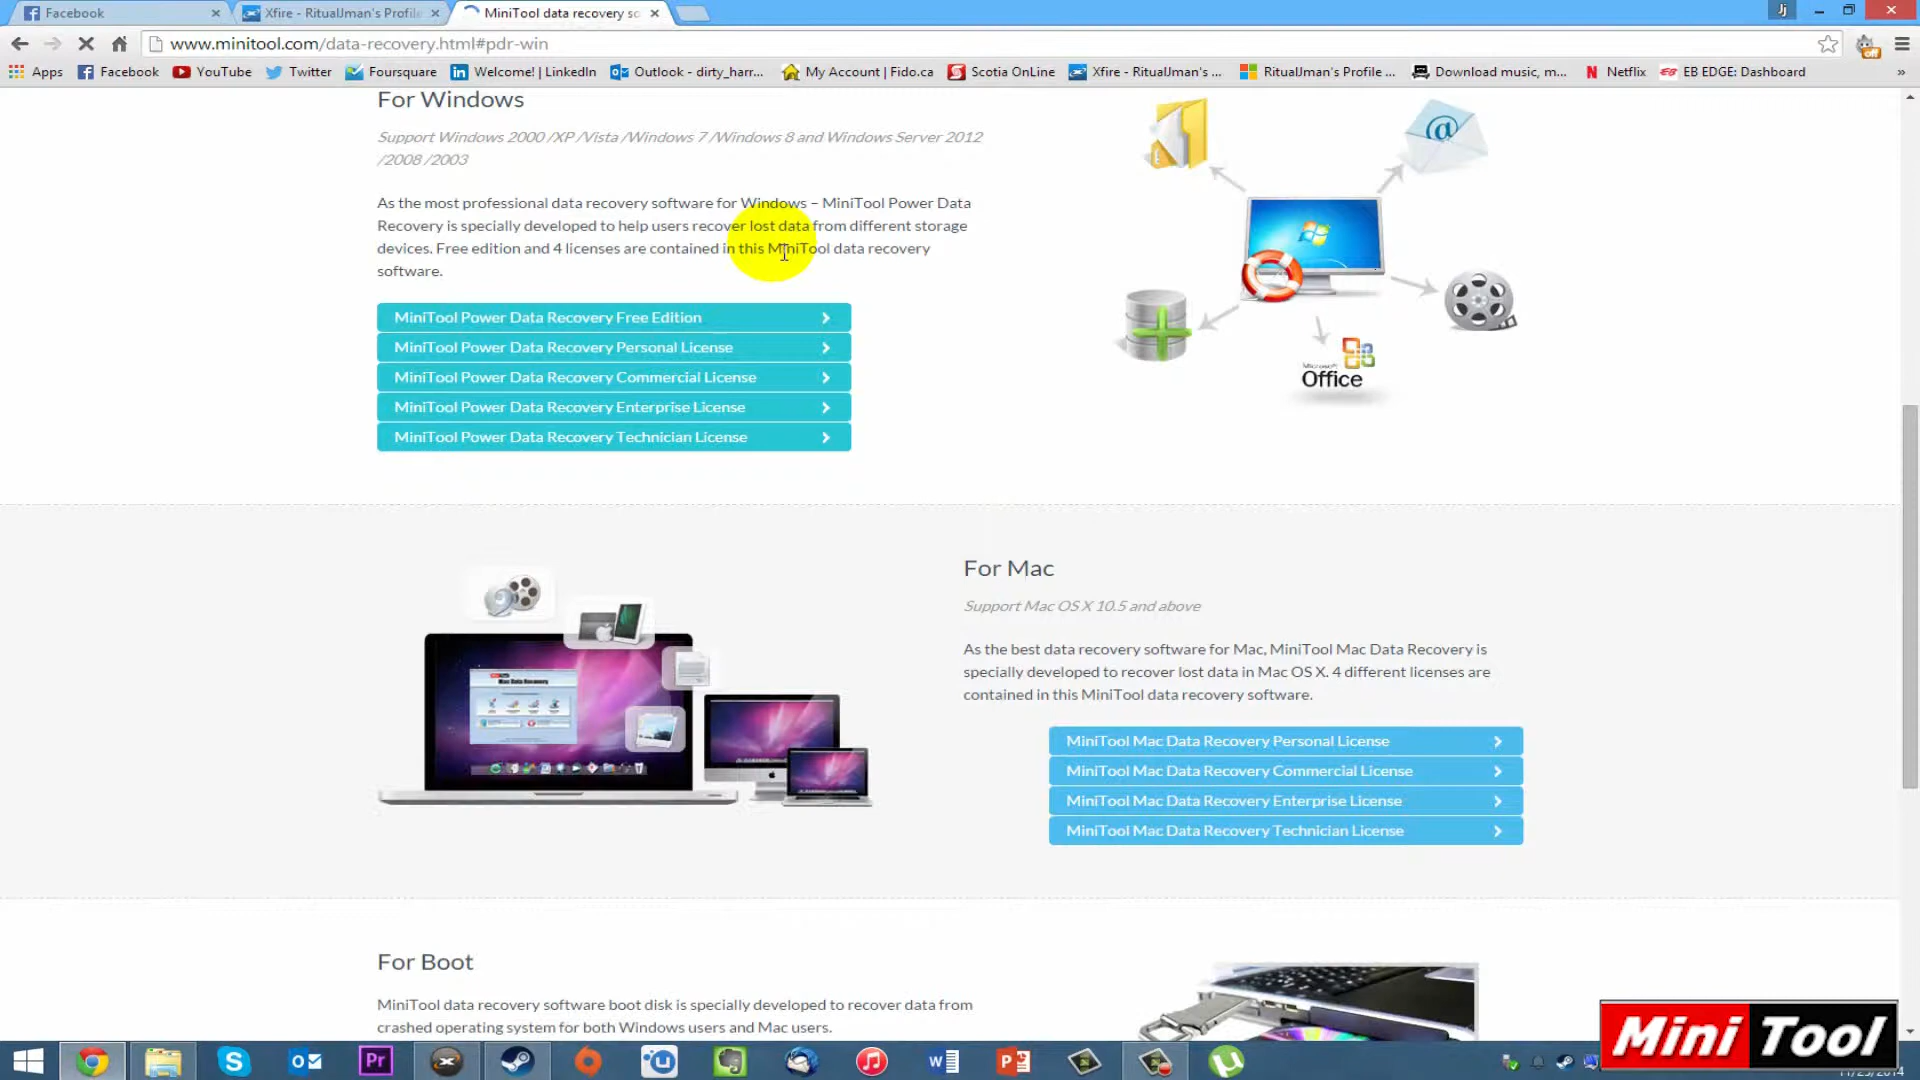 Facebook
Xfire - RitualJman's Profile
MiniTool data recovery so
Jj
www.minitool.com/data-recovery.html#pdr-win
off
Apps
Facebook
YouTube
Twitter
Foursquare
Welcome! | LinkedIn
Outlook - dirty_harr...
My Account | Fido.ca
Scotia OnLine
Xfire - RitualJman's ...
RitualJman's Profile ...
Download music, m...
Netflix
EB EDGE: Dashboard
»
For Windows
Support Windows 2000 /XP /Vista /Windows 7 /Windows 8 and Windows Server 2012
/2008 /2003
As the most professional data recovery software for Windows – MiniTool Power Data
Recovery is specially developed to help users recover lost data from different storage
devices. Free edition and 4 licenses are contained in this MiniTool data recovery
software.
MiniTool Power Data Recovery Free Edition
MiniTool Power Data Recovery Personal License
MiniTool Power Data Recovery Commercial License
MiniTool Power Data Recovery Enterprise License
MiniTool Power Data Recovery Technician License
@
Microsoft
Office
For Mac
Support Mac OS X 10.5 and above
As the best data recovery software for Mac, MiniTool Mac Data Recovery is
specially developed to recover lost data in Mac OS X. 4 different licenses are
contained in this MiniTool data recovery software.
MiniTool Mac Data Recovery Personal License
MiniTool Mac Data Recovery Commercial License
MiniTool Mac Data Recovery Enterprise License
MiniTool Mac Data Recovery Technician License
Mac Data Recovery
For Boot
MiniTool data recovery software boot disk is specially developed to recover data from
crashed operating system for both Windows users and Mac users.
Mini Tool
Pr